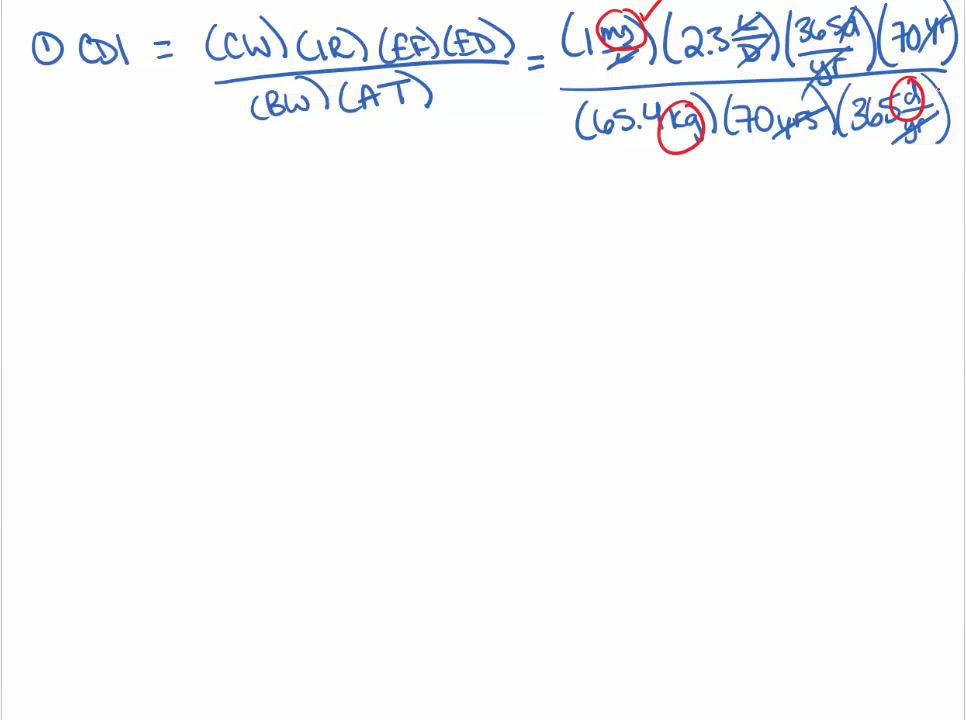 ① CDI = (CW)(IR)(EF)(ED) / (BW)(AT) = (1 mg/L)(2.3 L/D)(365 d/yr)(70 yr) / (65.4 kg)(70 yrs)(365 d/yr)